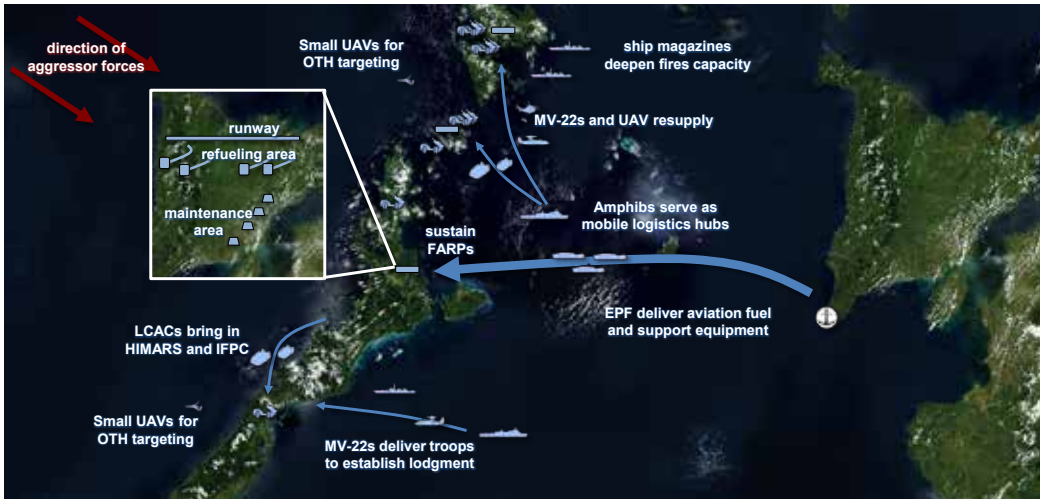 direction of
aggressor forces
Small UAVs for
OTH targeting
ship magazines
deepen fires capacity
MV-22s and UAV resupply
runway
refueling area
maintenance
area
Amphibs serve as
mobile logistics hubs
sustain
FARPs
EPF deliver aviation fuel
and support equipment
LCACs bring in
HIMARS and IFPC
Small UAVs for
OTH targeting
MV-22s deliver troops
to establish lodgment